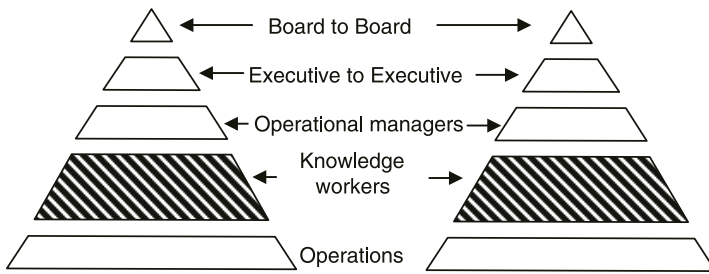 Board to Board
Executive to Executive
Operational managers
Knowledge
workers
Operations